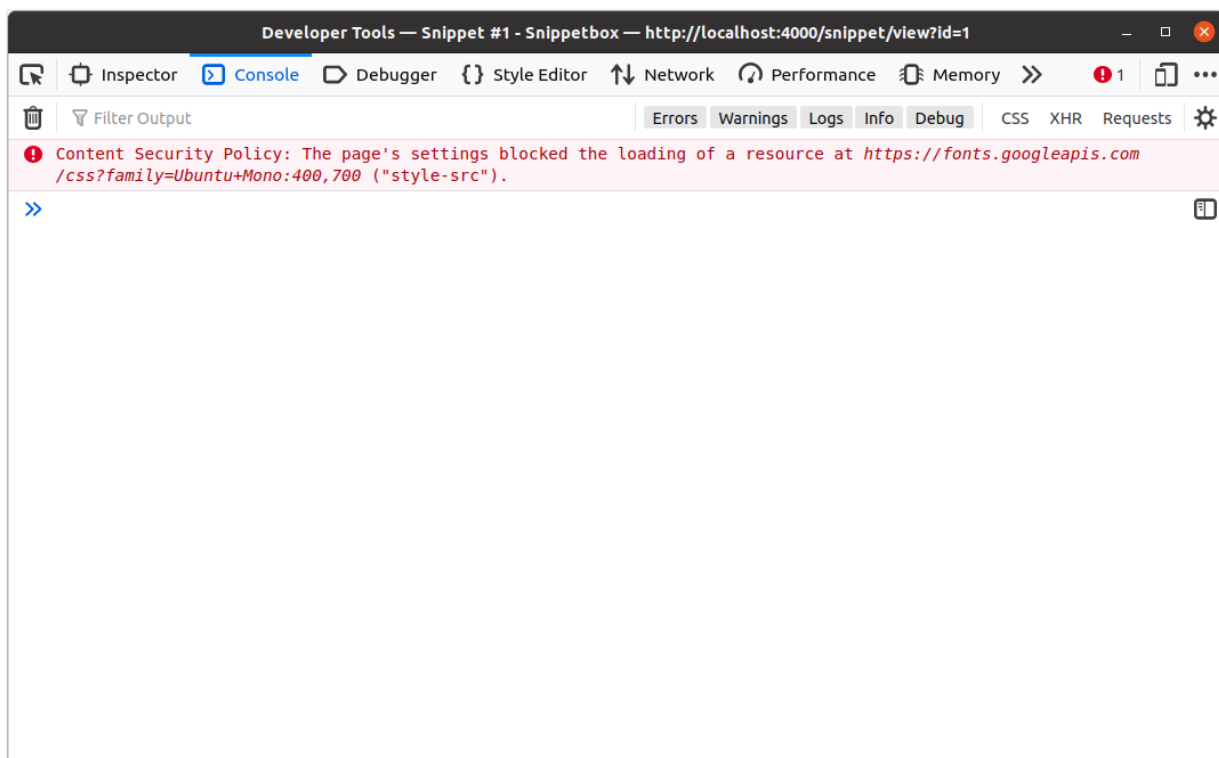 Developer Tools — Snippet #1 - Snippetbox — http://localhost:4000/snippet/view?id=1
Inspector Console Debugger {} Style Editor Network Performance Memory 1
Filter Output Errors Warnings Logs Info Debug CSS XHR Requests
Content Security Policy: The page's settings blocked the loading of a resource at https://fonts.googleapis.com
/css?family=Ubuntu+Mono:400,700 ("style-src").